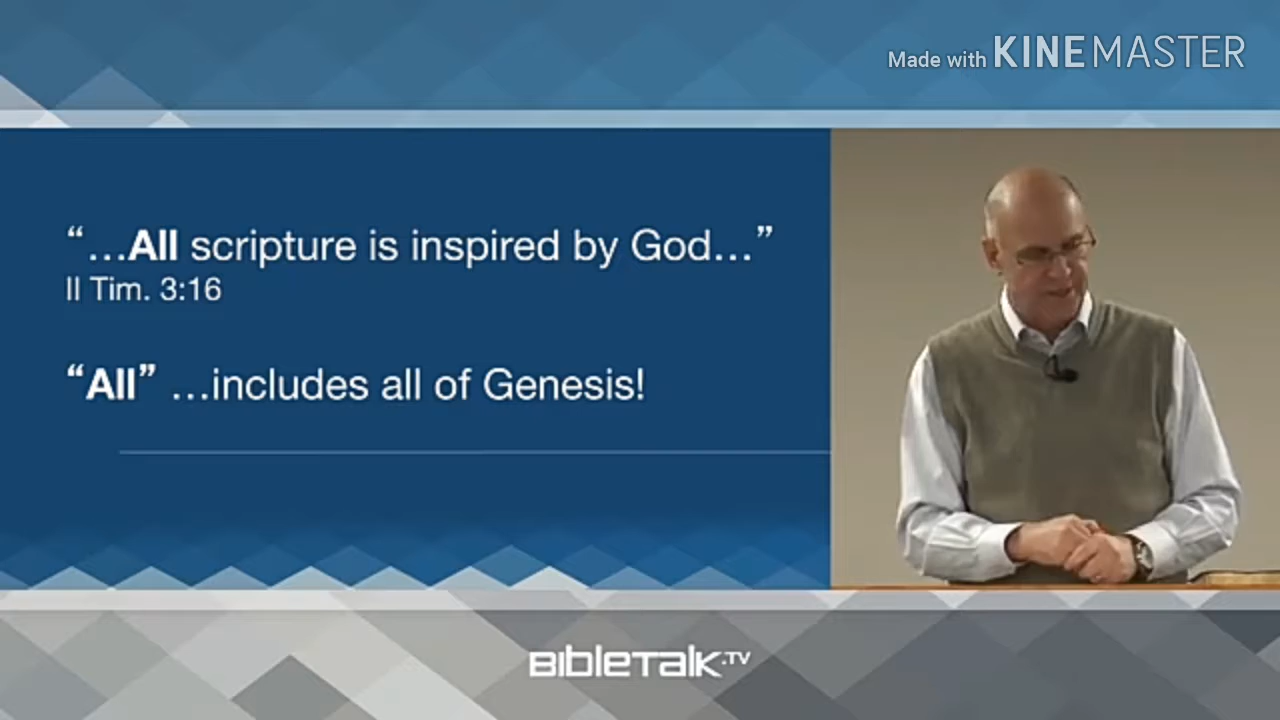 Made with KINEMASTER
“...All scripture is inspired by God...”
II Tim. 3:16
“All” ...includes all of Genesis!
BIBLETALK.TV